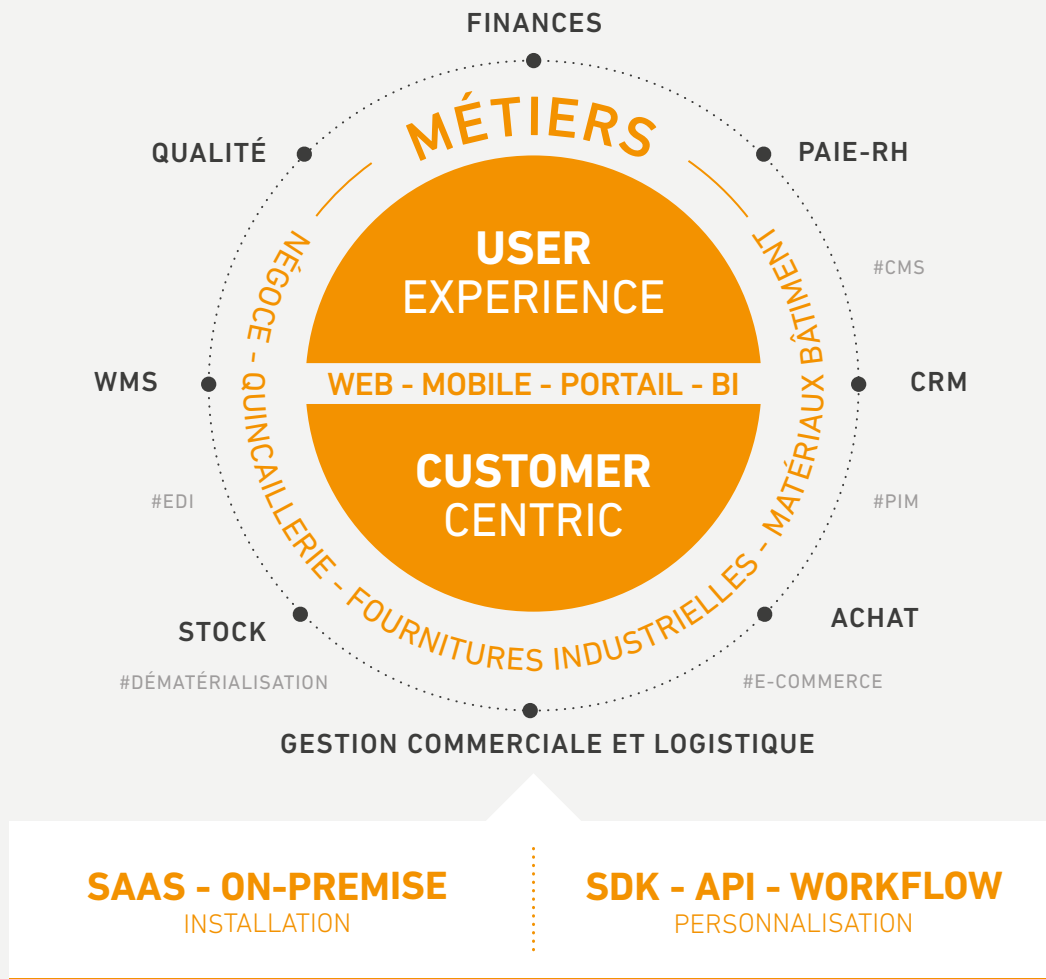 FINANCES
MÉTIERS
QUALITÉ
PAIE-RH
USER
EXPERIENCE
#CMS
NÉGOCE - QUINCAILLERIE - FOURNITURES INDUSTRIELLES - MATÉRIAUX BÂTIMENT
WMS
WEB - MOBILE - PORTAIL - BI
CRM
CUSTOMER
CENTRIC
#EDI
#PIM
STOCK
ACHAT
#DÉMATÉRIALISATION
#E-COMMERCE
GESTION COMMERCIALE ET LOGISTIQUE
SAAS - ON-PREMISE
INSTALLATION
SDK - API - WORKFLOW
PERSONNALISATION